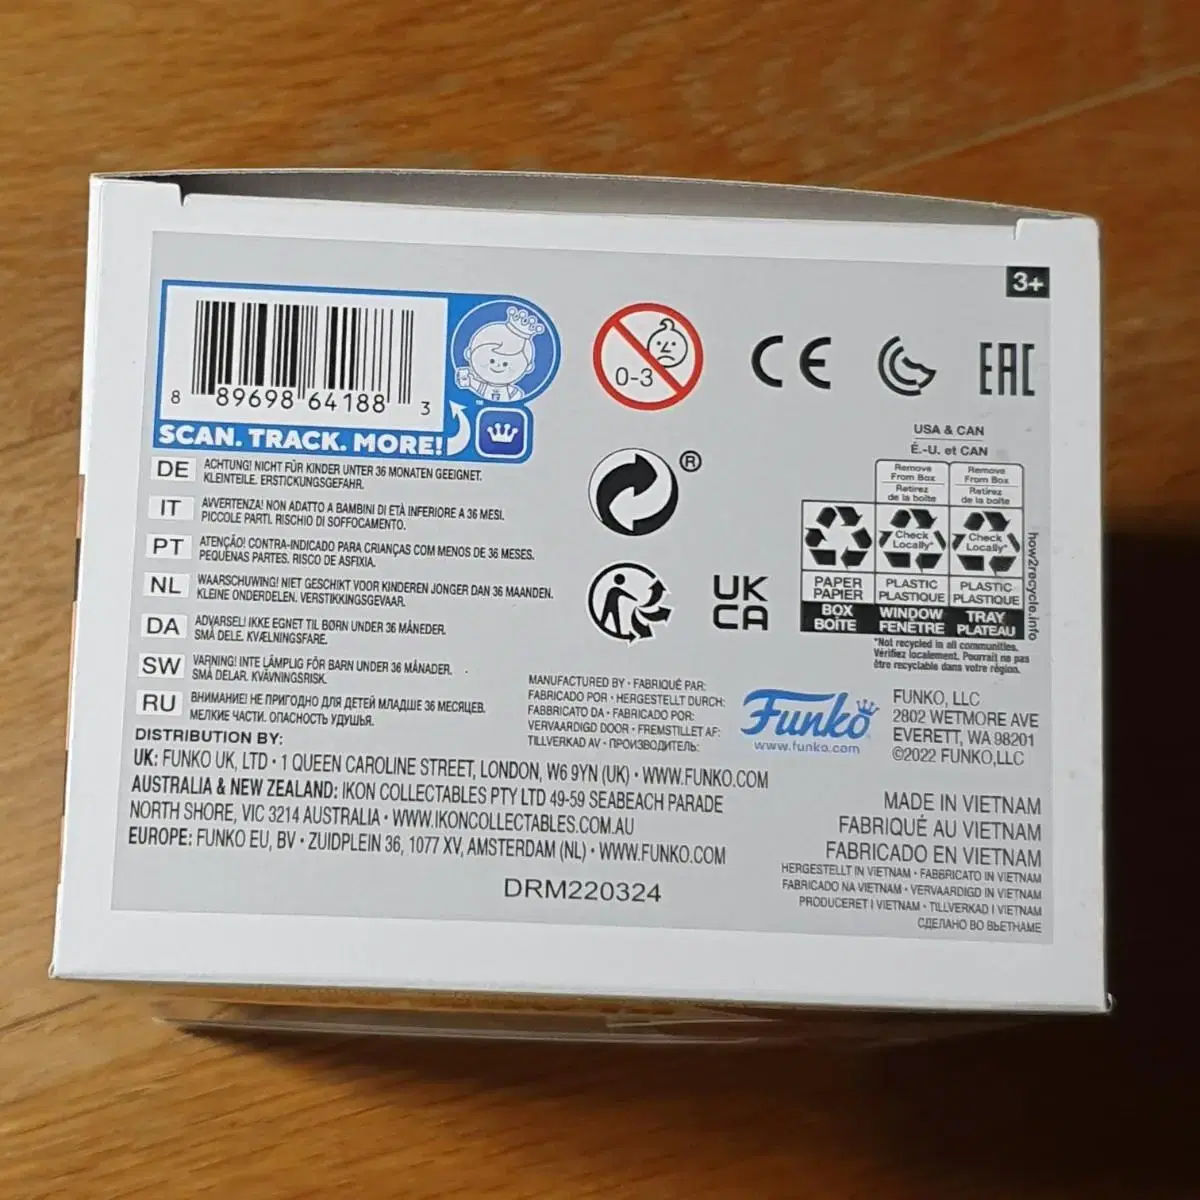 3+
8 89698 64188 3
SCAN. TRACK. MORE!
™
0-3
CE
EAC
®
USA & CAN
É.-U. et CAN
Remove From Box
Retirez de la boîte
Remove From Box
Retirez de la boîte
Check Locally*
Check Locally*
PAPER
PAPIER
BOX
BOÎTE
PLASTIC
PLASTIQUE
WINDOW
FENÊTRE
PLASTIC
PLASTIQUE
TRAY
PLATEAU
how2recycle.info
*Not recycled in all communities.
Vérifiez localement. Pourrait ne pas
être recyclable dans votre région.
UK
CA
DE ACHTUNG! NICHT FÜR KINDER UNTER 36 MONATEN GEEIGNET.
KLEINTEILE. ERSTICKUNGSGEFAHR.
IT AVVERTENZA! NON ADATTO A BAMBINI DI ETÀ INFERIORE A 36 MESI.
PICCOLE PARTI. RISCHIO DI SOFFOCAMENTO.
PT ATENÇÃO! CONTRA-INDICADO PARA CRIANÇAS COM MENOS DE 36 MESES.
PEQUENAS PARTES. RISCO DE ASFIXIA.
NL WAARSCHUWING! NIET GESCHIKT VOOR KINDEREN JONGER DAN 36 MAANDEN.
KLEINE ONDERDELEN. VERSTIKKINGSGEVAAR.
DA ADVARSEL! IKKE EGNET TIL BØRN UNDER 36 MÅNEDER.
SMÅ DELE. KVÆLNINGSFARE.
SW VARNING! INTE LÄMPLIG FÖR BARN UNDER 36 MÅNADER.
SMÅ DELAR. KVÄVNINGSRISK.
RU ВНИМАНИЕ! НЕ ПРИГОДНО ДЛЯ ДЕТЕЙ МЛАДШЕ 36 МЕСЯЦЕВ.
МЕЛКИЕ ЧАСТИ. ОПАСНОСТЬ УДУШЬЯ.
MANUFACTURED BY • FABRIQUÉ PAR:
FABRICADO POR • HERGESTELLT DURCH:
FABBRICATO DA • FABRICADO POR:
VERVAARDIGD DOOR • FREMSTILLET AF:
TILLVERKAD AV • ПРОИЗВОДИТЕЛЬ:
Funko
www.funko.com
FUNKO, LLC
2802 WETMORE AVE
EVERETT, WA 98201
©2022 FUNKO,LLC
DISTRIBUTION BY:
UK: FUNKO UK, LTD • 1 QUEEN CAROLINE STREET, LONDON, W6 9YN (UK) • WWW.FUNKO.COM
AUSTRALIA & NEW ZEALAND: IKON COLLECTABLES PTY LTD 49-59 SEABEACH PARADE
NORTH SHORE, VIC 3214 AUSTRALIA • WWW.IKONCOLLECTABLES.COM.AU
EUROPE: FUNKO EU, BV • ZUIDPLEIN 36, 1077 XV, AMSTERDAM (NL) • WWW.FUNKO.COM
DRM220324
MADE IN VIETNAM
FABRIQUÉ AU VIETNAM
FABRICADO EN VIETNAM
HERGESTELLT IN VIETNAM • FABBRICATO IN VIETNAM
FABRICADO NA VIETNAM • VERVAARDIGD IN VIETNAM
PRODUCERET I VIETNAM • TILLVERKAD I VIETNAM
СДЕЛАНО ВО ВЬЕТНАМЕ